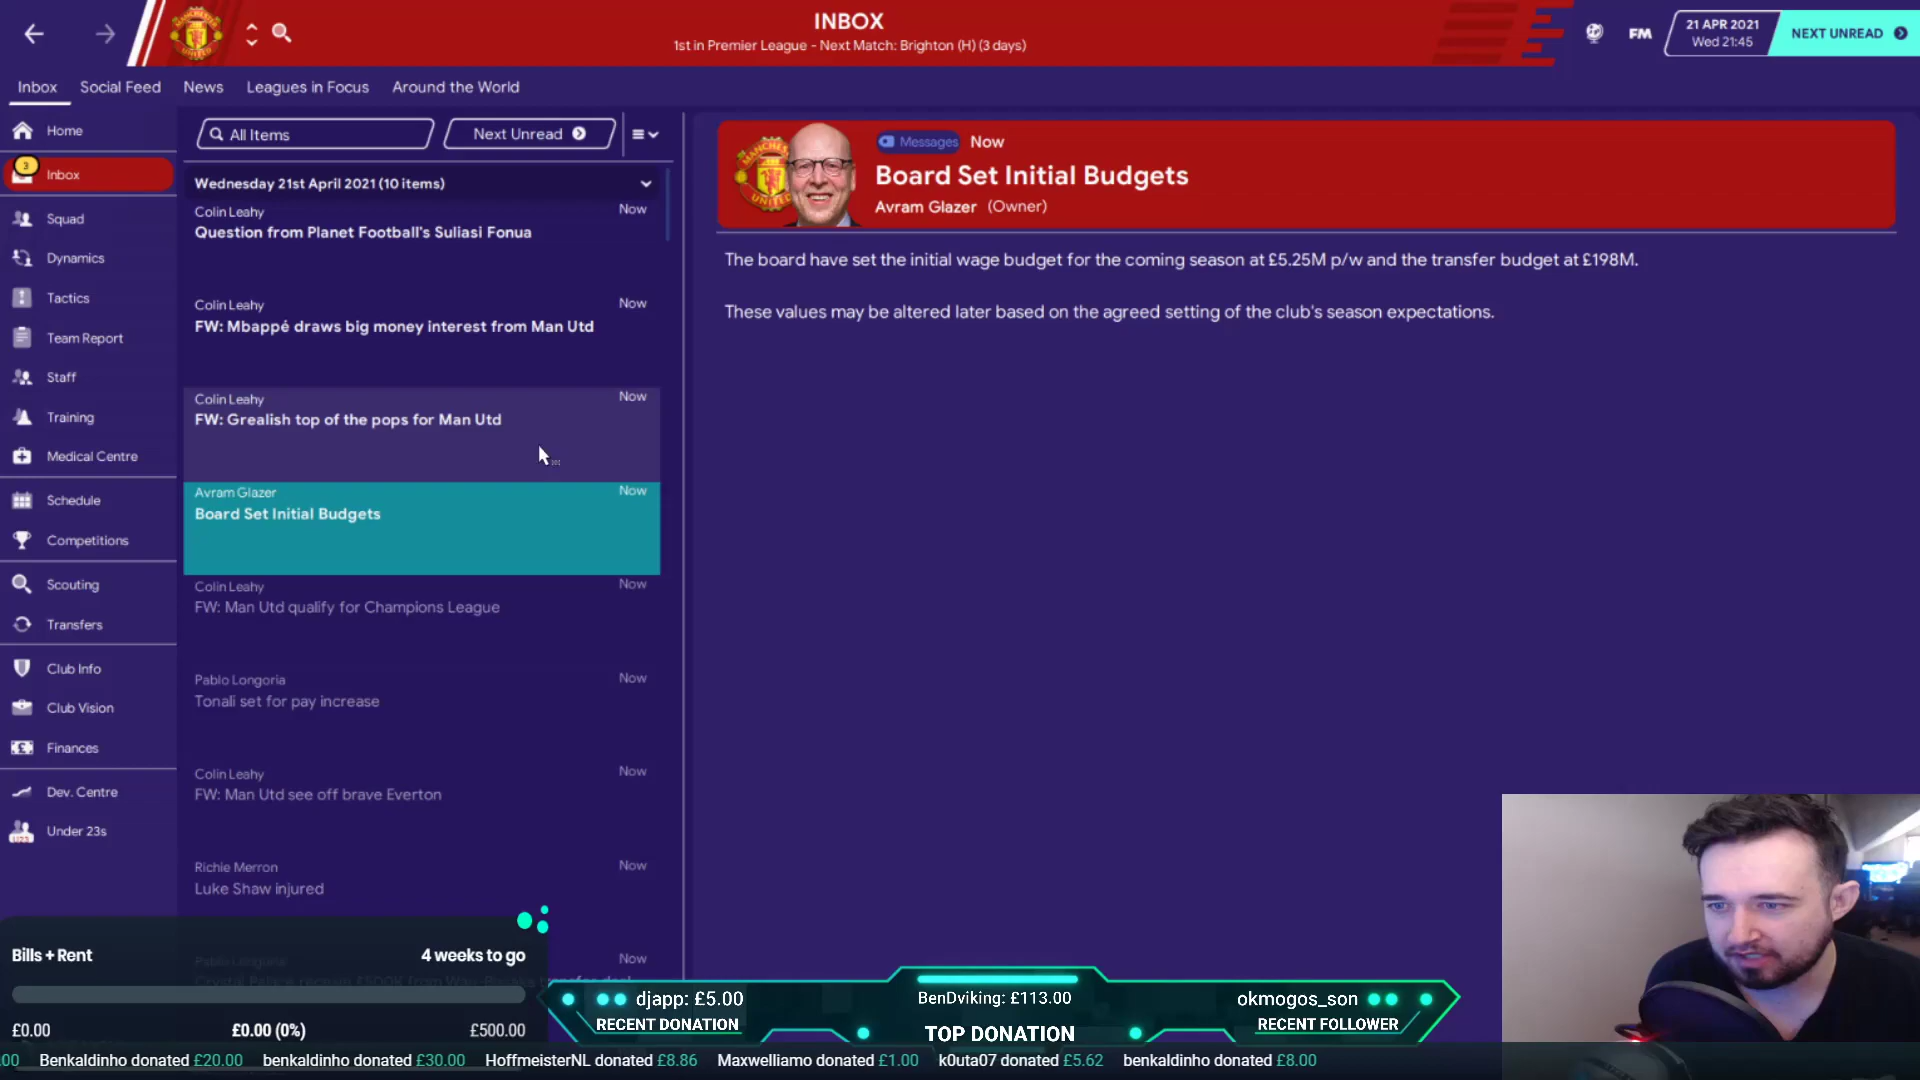 INBOX
1st in Premier League - Next Match: Brighton (H) (3 days)
FM
21 APR 2021
Wed 21:45
NEXT UNREAD
Inbox
Social Feed
News
Leagues in Focus
Around the World
Home
3
Inbox
Squad
Dynamics
Tactics
Team Report
Staff
Training
Medical Centre
Schedule
Competitions
Scouting
Transfers
Club Info
Club Vision
Finances
Dev. Centre
Under 23s
All Items
Next Unread
Wednesday 21st April 2021 (10 items)
Colin Leahy Now
Question from Planet Football's Suliasi Fonua
Colin Leahy Now
FW: Mbappé draws big money interest from Man Utd
Colin Leahy Now
FW: Grealish top of the pops for Man Utd
Avram Glazer Now
Board Set Initial Budgets
Colin Leahy Now
FW: Man Utd qualify for Champions League
Pablo Longoria Now
Tonali set for pay increase
Colin Leahy Now
FW: Man Utd see off brave Everton
Richie Merron Now
Luke Shaw injured
Now
MANCHESTER
UNITED
Messages Now
Board Set Initial Budgets
Avram Glazer (Owner)
The board have set the initial wage budget for the coming season at £5.25M p/w and the transfer budget at £198M.
These values may be altered later based on the agreed setting of the club's season expectations.
Bills + Rent 4 weeks to go
£0.00 £0.00 (0%) £500.00
djapp: £5.00
RECENT DONATION
BenDviking: £113.00
TOP DONATION
okmogos_son
RECENT FOLLOWER
.00 Benkaldinho donated £20.00 benkaldinho donated £30.00 HoffmeisterNL donated £8.86 Maxwelliamo donated £1.00 k0uta07 donated £5.62 benkaldinho donated £8.00